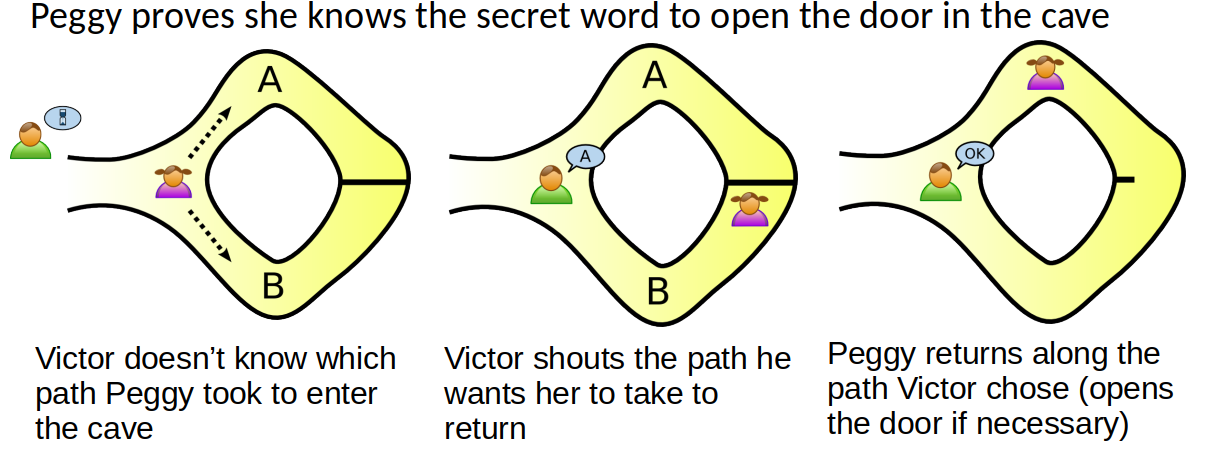 Peggy proves she knows the secret word to open the door in the cave
A
B
Victor doesn’t know which
path Peggy took to enter
the cave
A
A
B
Victor shouts the path he
wants her to take to
return
OK
Peggy returns along the
path Victor chose (opens
the door if necessary)